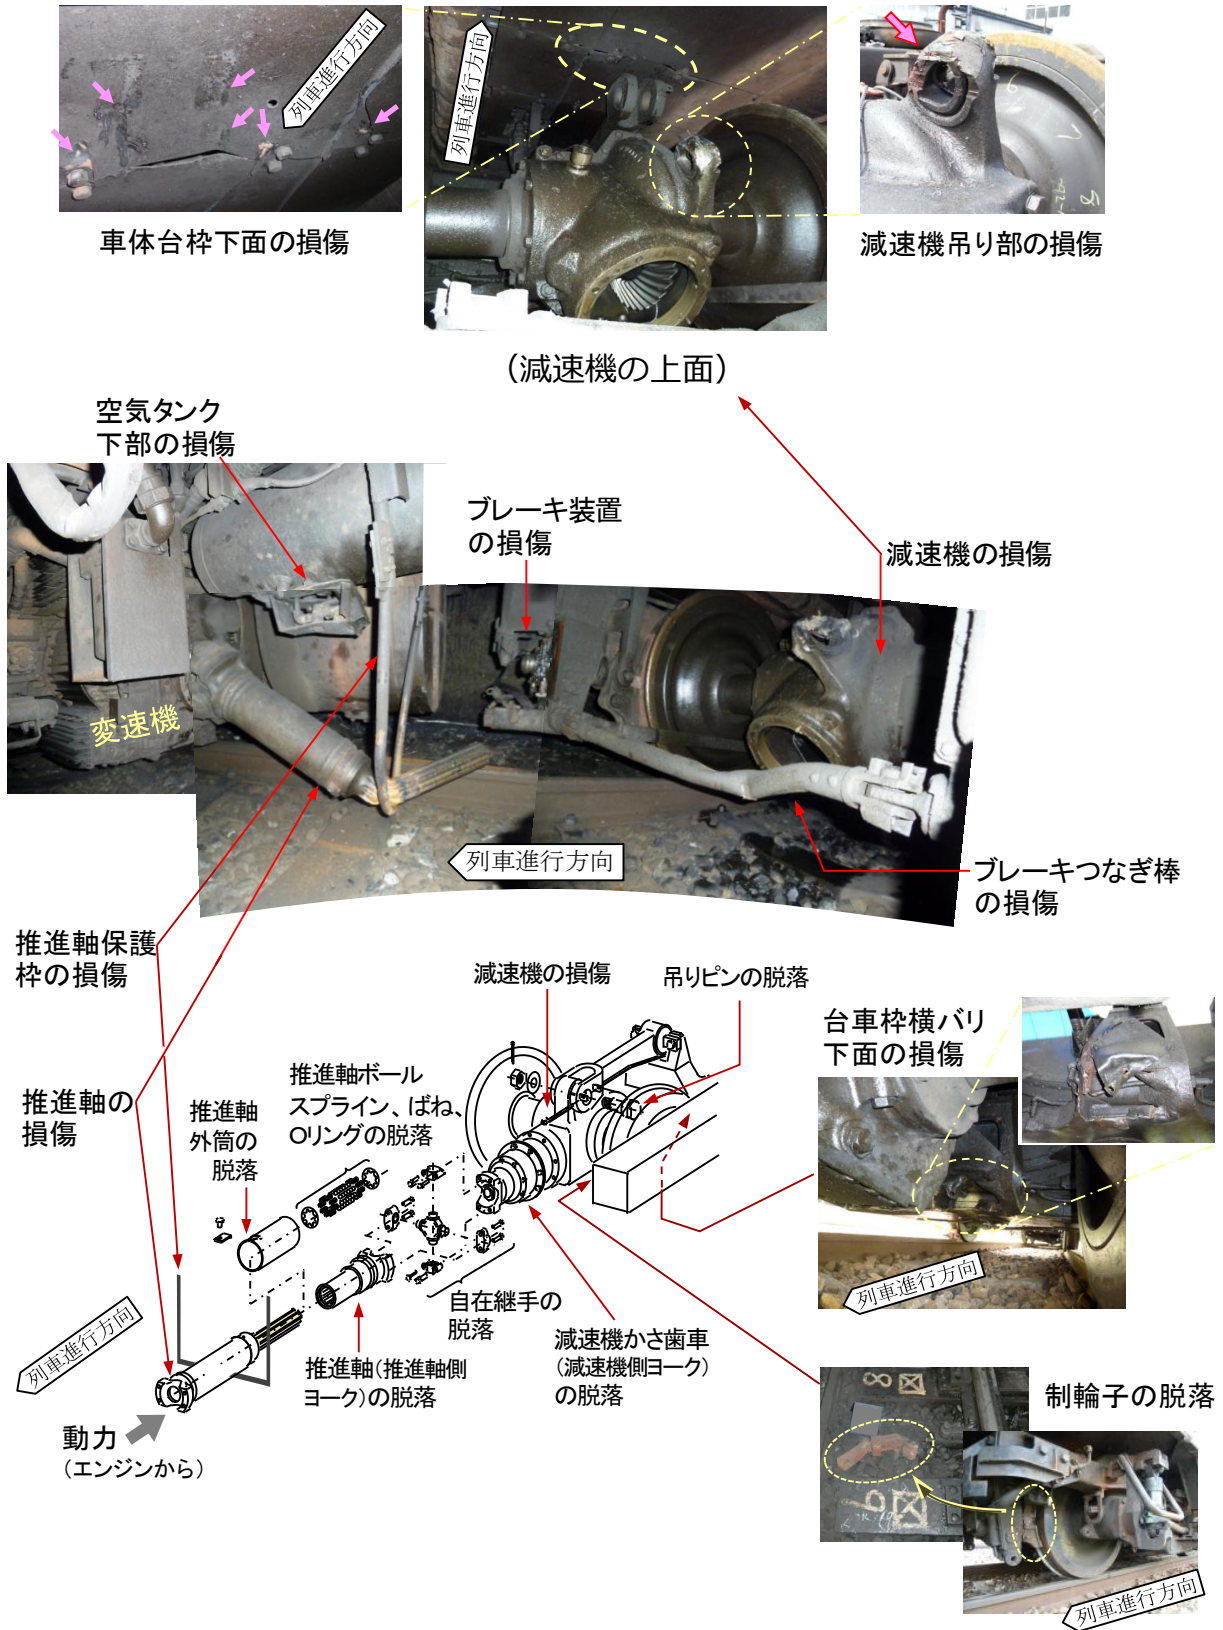 列車進行方向
列車進行方向
車体台枠下面の損傷
減速機吊り部の損傷
(減速機の上面)
空気タンク
下部の損傷
ブレーキ装置
の損傷
減速機の損傷
変速機
列車進行方向
ブレーキつなぎ棒
の損傷
推進軸保護
枠の損傷
減速機の損傷
吊りピンの脱落
台車枠横バリ
下面の損傷
推進軸の
損傷
推進軸
外筒の
脱落
推進軸ボール
スプライン、ばね、
Oリングの脱落
列車進行方向
自在継手の
脱落
列車進行方向
推進軸(推進軸側
ヨーク)の脱落
減速機かさ歯車
(減速機側ヨーク)
の脱落
動力
(エンジンから)
制輪子の脱落
列車進行方向